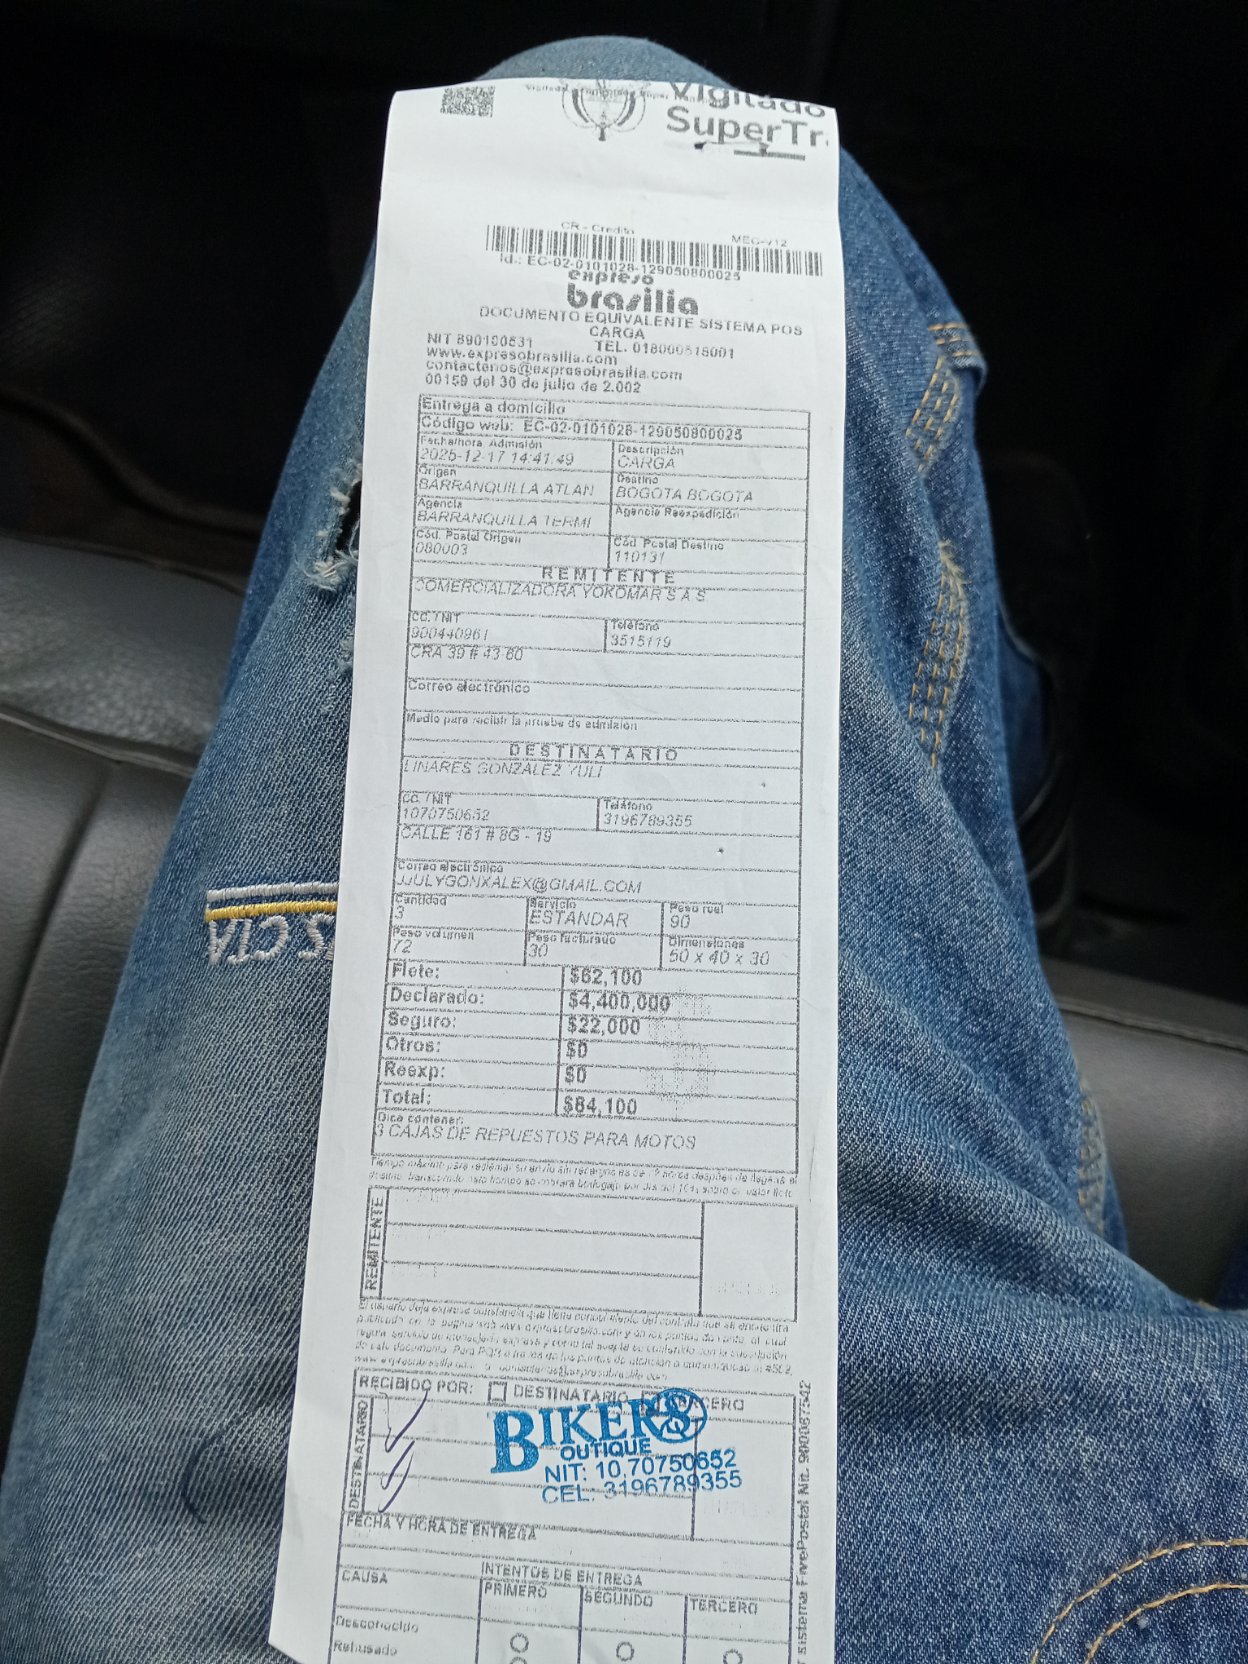 Vigilado
SuperTr
CR - Credito
Id.: EC-02-0101028-129050800025
expreso
brasilia
DOCUMENTO EQUIVALENTE SISTEMA POS
CARGA
NIT 890100531 TEL. 018000518001
www.expresobrasilia.com
contactenos@expresobrasilia.com
00159 del 30 de julio de 2.002
Entrega a domicilio
Código web: EC-02-0101028-129050800025
Fecha/hora Admisión Descripción
2025-12-17 14:41:49 CARGA
Origen Destino
BARRANQUILLA ATLAN BOGOTA BOGOTA
Agencia Agencia Reexpedición
BARRANQUILLA TERMI
Cód. Postal Origen Cód. Postal Destino
080003 110131
REMITENTE
COMERCIALIZADORA YOKOMAR S A S
CC. / NIT Teléfono
900440961 3515119
CRA 39 # 43 60
Correo electrónico
Medio para recibir la prueba de admisión
DESTINATARIO
LINARES GONZALEZ YULI
CC. / NIT Teléfono
1070750652 3196789355
CALLE 161 # 8G - 19
Correo electrónico
JJULYGONXALEX@GMAIL.COM
Cantidad Servicio Peso real
3 ESTANDAR 90
Peso volumen Peso facturado Dimensiones
72 30 50 x 40 x 30
Flete: $62,100
Declarado: $4,400,000
Seguro: $22,000
Otros: $0
Reexp: $0
Total: $84,100
Dice contener:
3 CAJAS DE REPUESTOS PARA MOTOS
REMITENTE
RECIBIDO POR: DESTINATARIO TERCERO
DESTINATARIO
BIKER'S
BOUTIQUE
NIT: 10,70750652
CEL: 3196789355
FECHA Y HORA DE ENTREGA
INTENTOS DE ENTREGA
CAUSA PRIMERO SEGUNDO TERCERO
Desconocido
Rehusado
sistema FivePostal Nit. 900087542